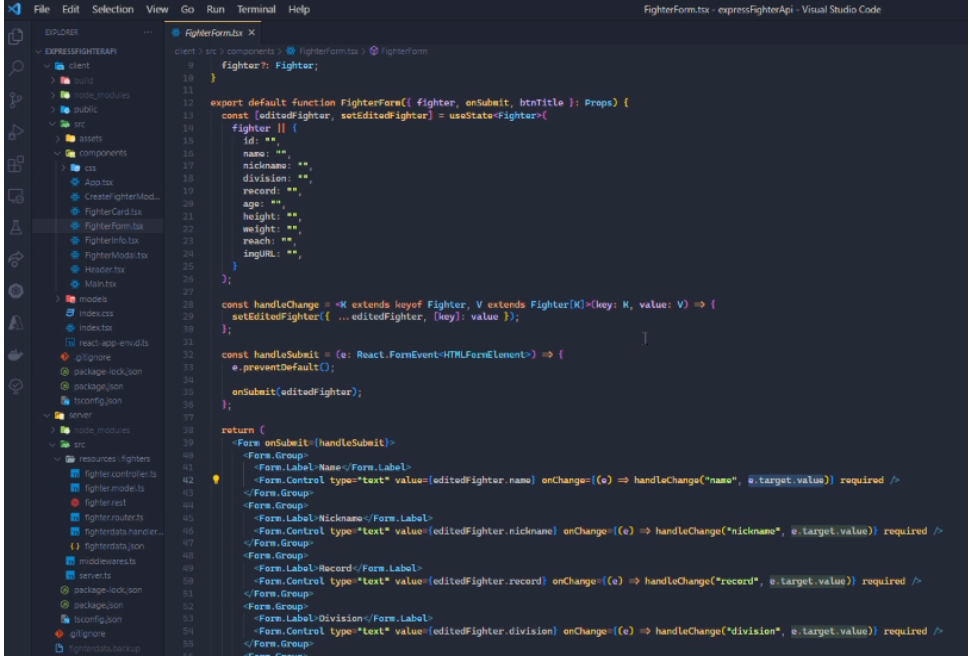 File Edit Selection View Go Run Terminal Help
FighterForm.tsx - expressFighterApi - Visual Studio Code
EXPLORER
EXPRESSFIGHTERAPI
client
build
node_modules
public
src
assets
components
css
App.tsx
CreateFighterMod...
FighterCard.tsx
FighterForm.tsx
FighterInfo.tsx
FighterModal.tsx
Header.tsx
Main.tsx
models
index.css
index.tsx
react-app-env.d.ts
.gitignore
package-lock.json
package.json
tsconfig.json
server
node_modules
src
resources \ fighters
fighter.controller.ts
fighter.model.ts
fighter.rest
fighter.router.ts
fighterdata.handler...
{} fighterdata.json
middlewares.ts
server.ts
package-lock.json
package.json
tsconfig.json
.gitignore
fighterdata.backup
FighterForm.tsx ×
client > src > components > FighterForm.tsx > FighterForm
9 fighter?: Fighter;
10 }
11
12 export default function FighterForm({ fighter, onSubmit, btnTitle }: Props) {
13 const [editedFighter, setEditedFighter] = useState<Fighter>(
14 fighter || {
15 id: "",
16 name: "",
17 nickname: "",
18 division: "",
19 record: "",
20 age: "",
21 height: "",
22 weight: "",
23 reach: "",
24 imgURL: "",
25 }
26 );
27
28 const handleChange = <K extends keyof Fighter, V extends Fighter[K]>(key: K, value: V) => {
29 setEditedFighter({ ...editedFighter, [key]: value });
30 };
31
32 const handleSubmit = (e: React.FormEvent<HTMLFormElement>) => {
33 e.preventDefault();
34
35 onSubmit(editedFighter);
36 };
37
38 return (
39 <Form onSubmit={handleSubmit}>
40 <Form.Group>
41 <Form.Label>Name</Form.Label>
42 <Form.Control type="text" value={editedFighter.name} onChange={(e) => handleChange("name", e.target.value)} required />
43 </Form.Group>
44 <Form.Group>
45 <Form.Label>Nickname</Form.Label>
46 <Form.Control type="text" value={editedFighter.nickname} onChange={(e) => handleChange("nickname", e.target.value)} required />
47 </Form.Group>
48 <Form.Group>
49 <Form.Label>Record</Form.Label>
50 <Form.Control type="text" value={editedFighter.record} onChange={(e) => handleChange("record", e.target.value)} required />
51 </Form.Group>
52 <Form.Group>
53 <Form.Label>Division</Form.Label>
54 <Form.Control type="text" value={editedFighter.division} onChange={(e) => handleChange("division", e.target.value)} required />
55 </Form.Group>
56 <Form.Group>